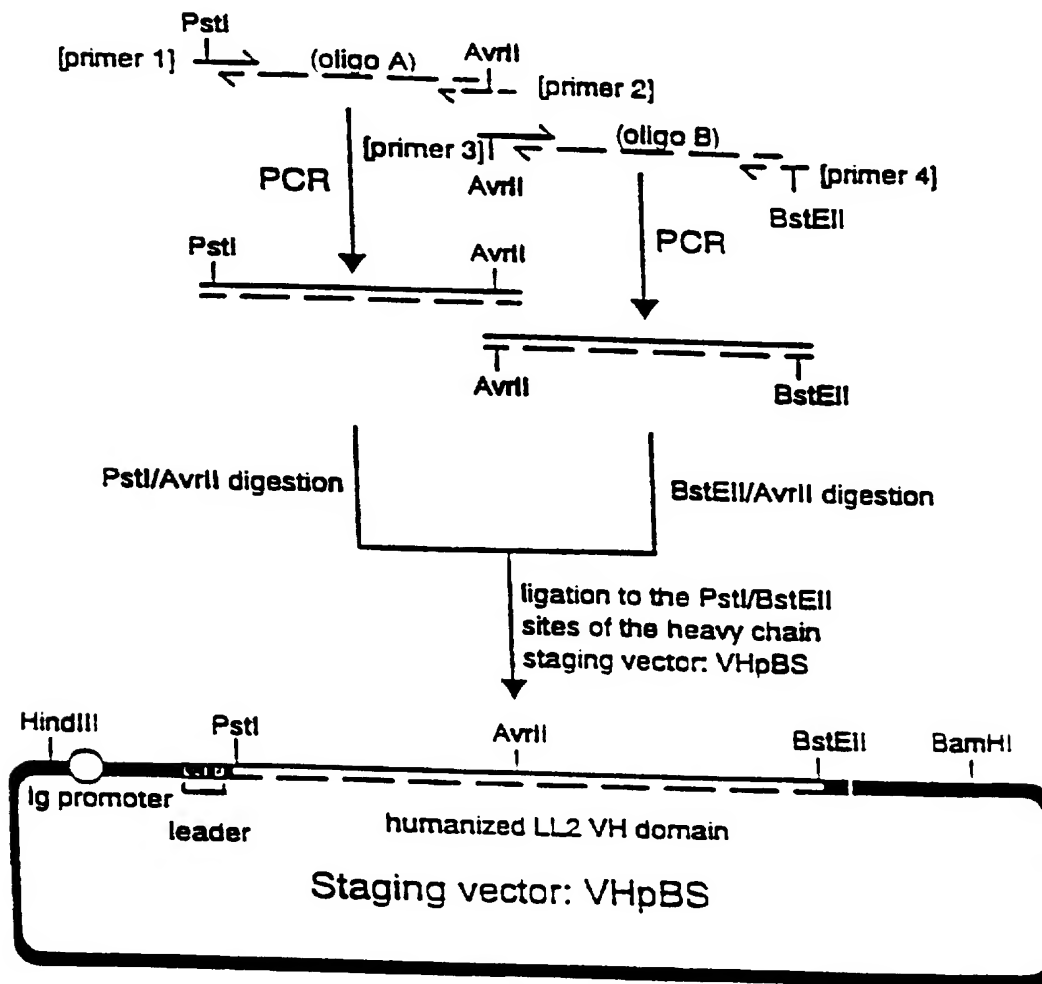 PstI
[primer 1]
(oligo A)
AvrII
[primer 2]
[primer 3]
(oligo B)
[primer 4]
AvrII
BstEII
PCR
PCR
PstI
AvrII
AvrII
BstEII
PstI/AvrII digestion
BstEII/AvrII digestion
ligation to the PstI/BstEII
sites of the heavy chain
staging vector: VHpBS
HindIII
PstI
AvrII
BstEII
BamHI
Ig promoter
leader
humanized LL2 VH domain
Staging vector: VHpBS